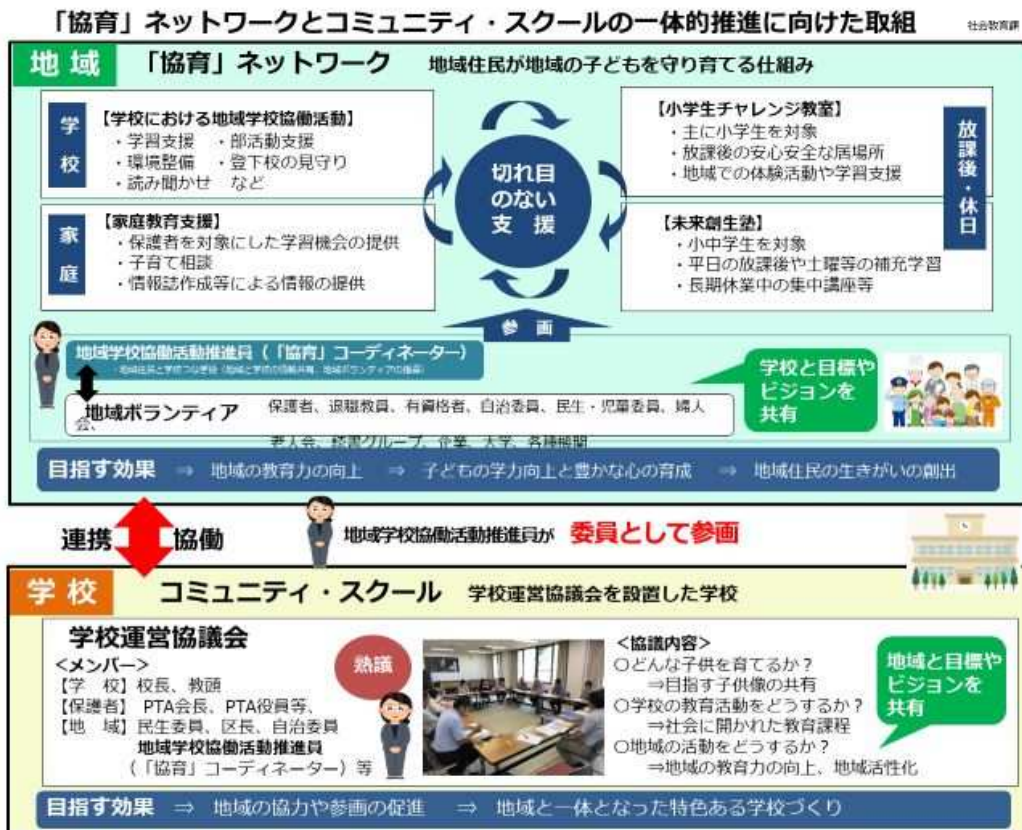 「協育」ネットワークとコミュニティ・スクールの一体的推進に向けた取組
社会教育課
地域
「協育」ネットワーク
地域住民が地域の子どもを守り育てる仕組み
学校
【学校における地域学校協働活動】
・学習支援 ・部活動支援
・環境整備 ・登下校の見守り
・読み聞かせ など
家庭
【家庭教育支援】
・保護者を対象にした学習機会の提供
・子育て相談
・情報誌作成等による情報の提供
切れ目
のない
支援
【小学生チャレンジ教室】
・主に小学生を対象
・放課後の安心安全な居場所
・地域での体験活動や学習支援
【未来創生塾】
・小中学生を対象
・平日の放課後や土曜等の補充学習
・長期休業中の集中講座等
放課後・休日
参画
地域学校協働活動推進員(「協育」コーディネーター)
地域ボランティア
保護者、退職教員、有資格者、自治委員、民生・児童委員、婦人
会、
老人会、読書グループ、企業、大学、各種機関
学校と目標や
ビジョンを
共有
目指す効果 ⇒ 地域の教育力の向上 ⇒ 子どもの学力向上と豊かな心の育成 ⇒ 地域住民の生きがいの創出
連携 協働
地域学校協働活動推進員が 委員として参画
学校
コミュニティ・スクール
学校運営協議会を設置した学校
学校運営協議会
<メンバー>
【学 校】校長、教頭
【保護者】 PTA会長、PTA役員等、
【地 域】民生委員、区長、自治委員
地域学校協働活動推進員
(「協育」コーディネーター)等
熟議
<協議内容>
○どんな子供を育てるか?
⇒目指す子供像の共有
○学校の教育活動をどうするか?
⇒社会に開かれた教育課程
○地域の活動をどうするか?
⇒地域の教育力の向上、地域活性化
地域と目標や
ビジョンを
共有
目指す効果 ⇒ 地域の協力や参画の促進 ⇒ 地域と一体となった特色ある学校づくり